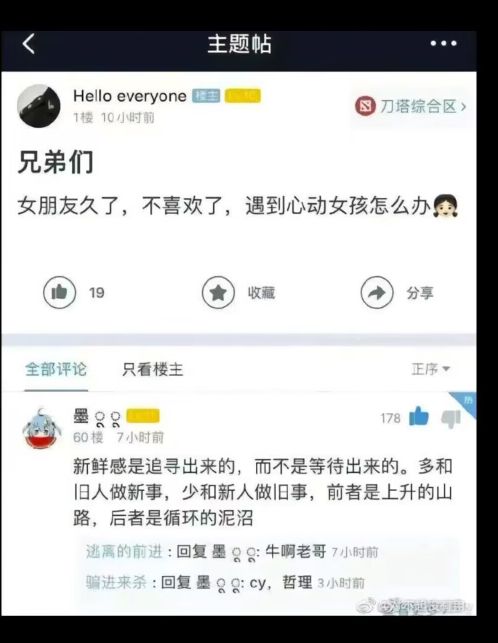 主题帖
Hello everyone 楼主
1楼 10小时前
刀塔综合区
兄弟们
女朋友久了，不喜欢了，遇到心动女孩怎么办👧🏻
19
收藏
分享
全部评论
只看楼主
正序
热
墨
178
60楼 7小时前
新鲜感是追寻出来的，而不是等待出来的。多和
旧人做新事，少和新人做旧事，前者是上升的山
路，后者是循环的泥沼
逃离的前进：回复 墨 ：牛啊老哥 7小时前
骗进来杀：回复 墨 ：cy，哲理 3小时前